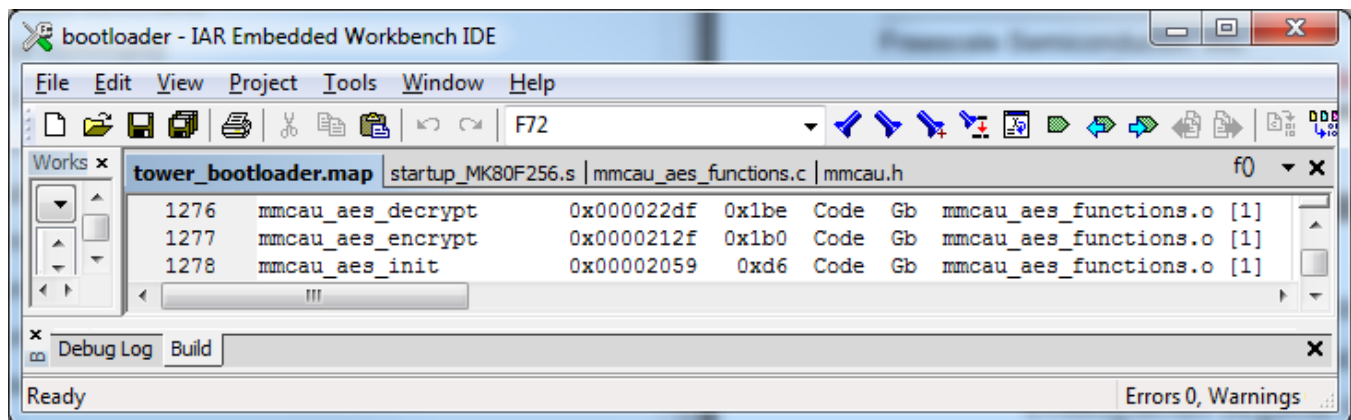 bootloader - IAR Embedded Workbench IDE
File Edit View Project Tools Window Help
F72
Works
tower_bootloader.map startup_MK80F256.s mmcau_aes_functions.c mmcau.h f()
1276 mmcau_aes_decrypt 0x000022df 0x1be Code Gb mmcau_aes_functions.o [1]
1277 mmcau_aes_encrypt 0x0000212f 0x1b0 Code Gb mmcau_aes_functions.o [1]
1278 mmcau_aes_init 0x00002059 0xd6 Code Gb mmcau_aes_functions.o [1]
Debug Log Build
Ready Errors 0, Warnings